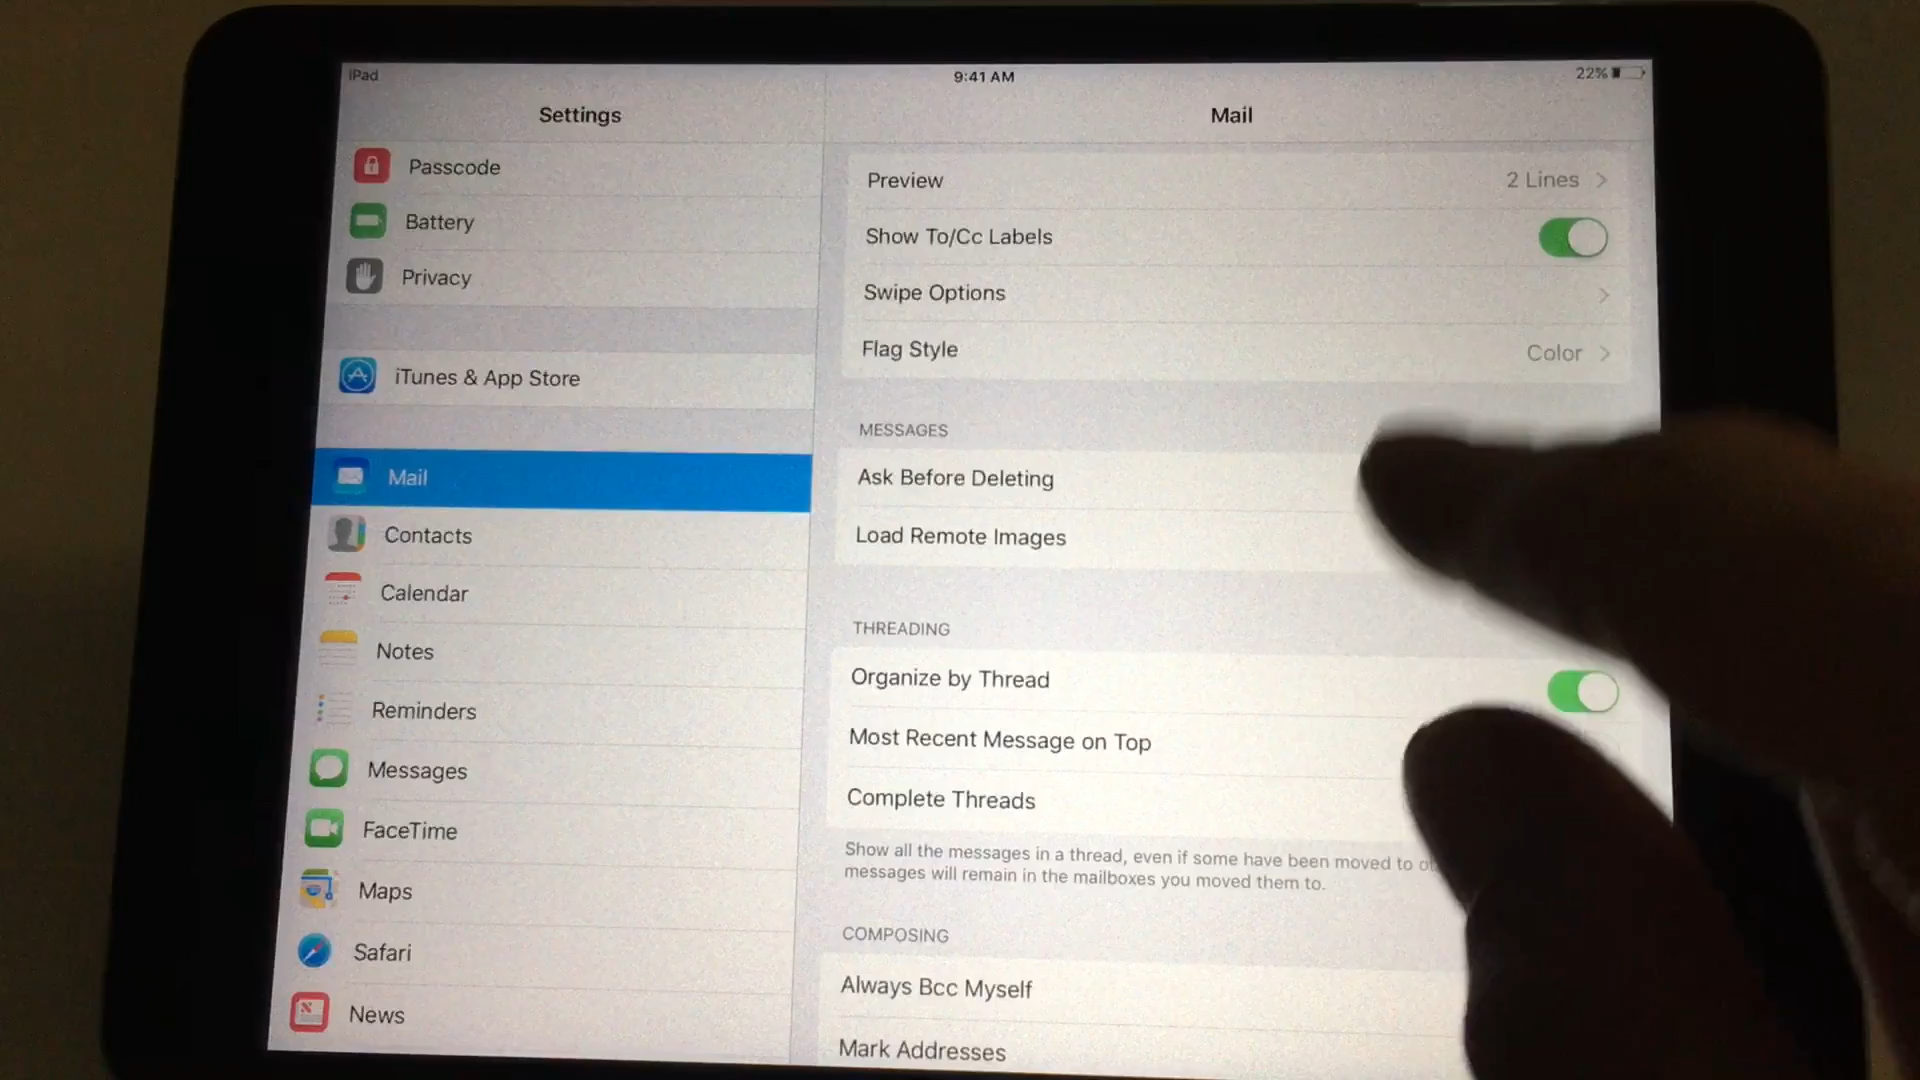 iPad
9:41 AM
22%
Settings
Mail
Passcode
Battery
Privacy
iTunes & App Store
Mail
Contacts
Calendar
Notes
Reminders
Messages
FaceTime
Maps
Safari
News
Preview 2 Lines
Show To/Cc Labels
Swipe Options
Flag Style Color
MESSAGES
Ask Before Deleting
Load Remote Images
THREADING
Organize by Thread
Most Recent Message on Top
Complete Threads
Show all the messages in a thread, even if some have been moved to
messages will remain in the mailboxes you moved them to.
COMPOSING
Always Bcc Myself
Mark Addresses